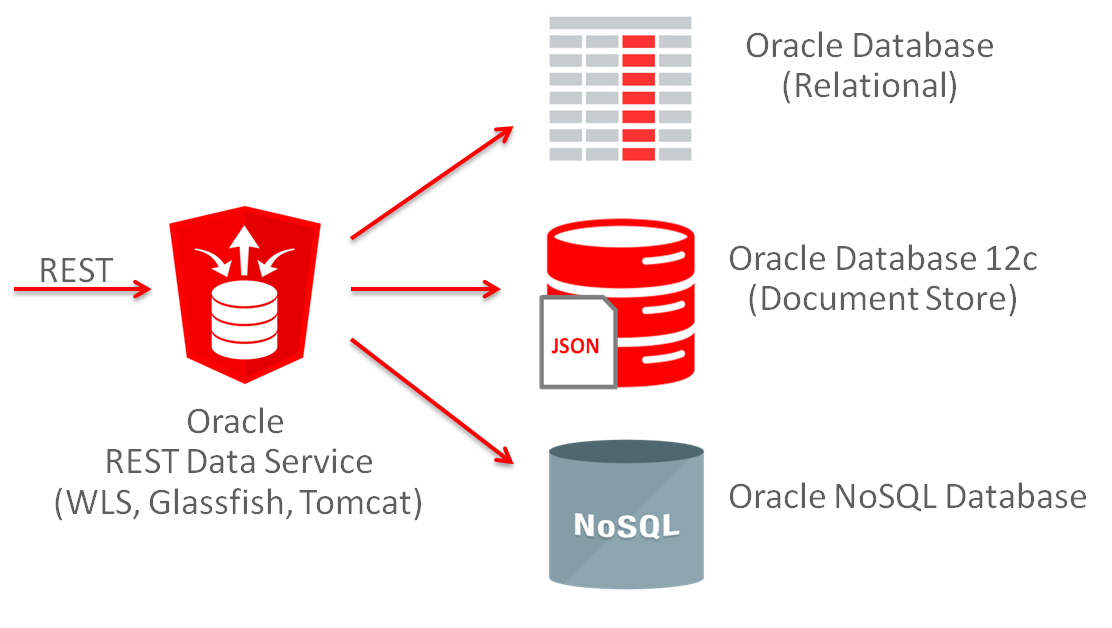 REST
Oracle
REST Data Service
(WLS, Glassfish, Tomcat)
Oracle Database
(Relational)
JSON
Oracle Database 12c
(Document Store)
NoSQL
Oracle NoSQL Database